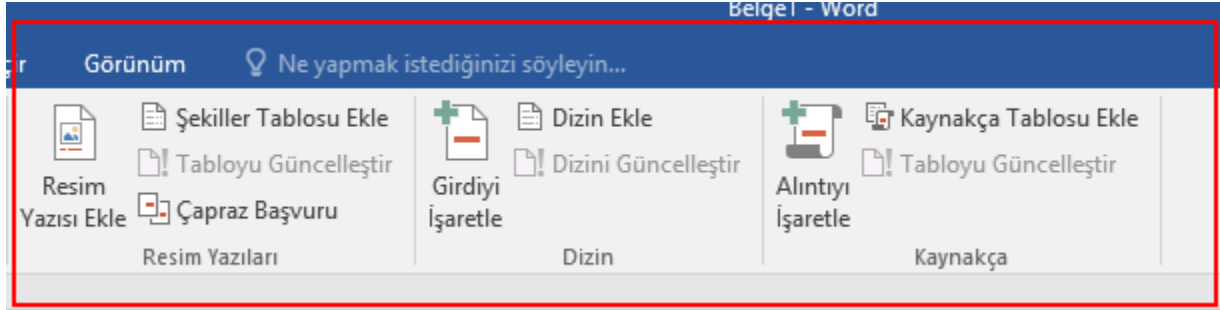 Belge1 - Word
Görünüm Ne yapmak istediğinizi söyleyin...
Resim
Yazısı Ekle
Şekiller Tablosu Ekle
Tabloyu Güncelleştir
Çapraz Başvuru
Resim Yazıları
Girdiyi
İşaretle
Dizin Ekle
Dizini Güncelleştir
Dizin
Alıntıyı
İşaretle
Kaynakça Tablosu Ekle
Tabloyu Güncelleştir
Kaynakça